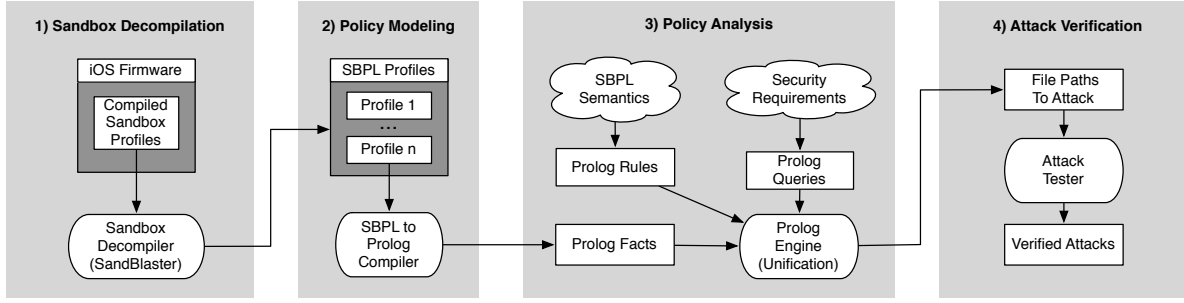 1) Sandbox Decompilation
iOS Firmware
Compiled
Sandbox
Profiles
Sandbox
Decompiler
(SandBlaster)
2) Policy Modeling
SBPL Profiles
Profile 1
...
Profile n
SBPL to
Prolog
Compiler
3) Policy Analysis
SBPL
Semantics
Security
Requirements
Prolog Rules
Prolog
Queries
Prolog Facts
Prolog
Engine
(Unification)
4) Attack Verification
File Paths
To Attack
Attack
Tester
Verified Attacks